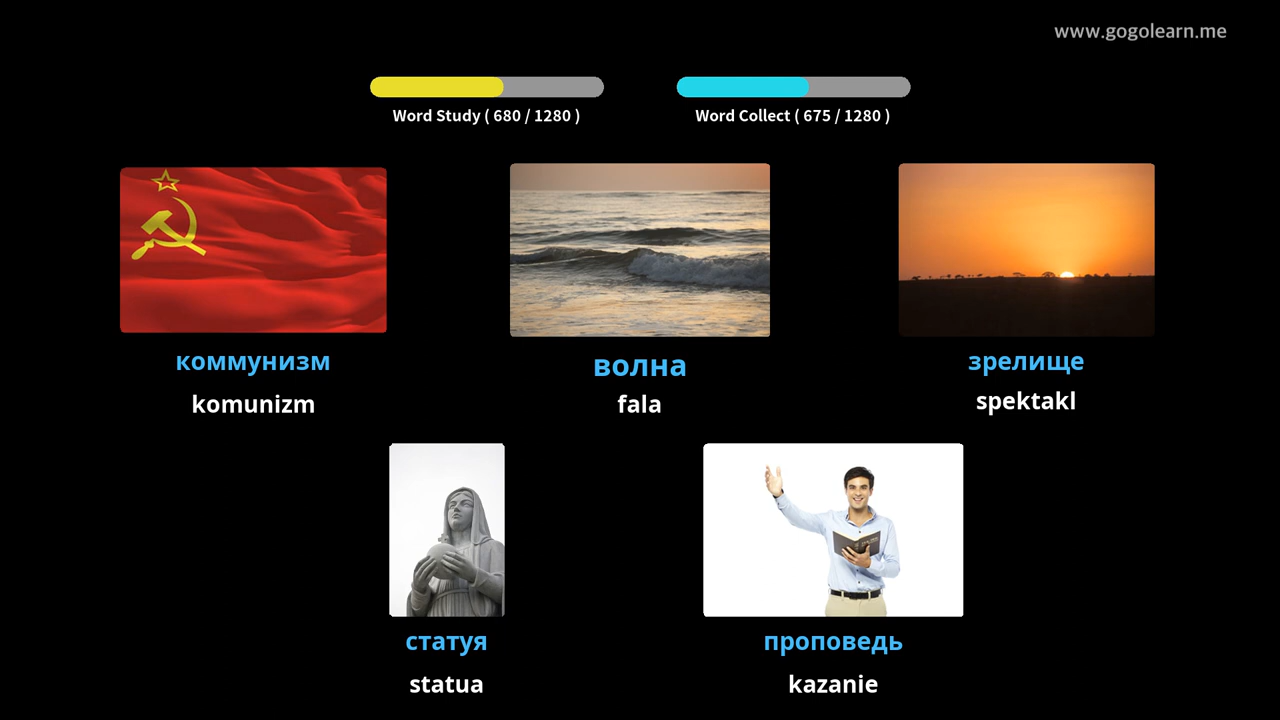 www.gogolearn.me
Word Study ( 680 / 1280 )
Word Collect ( 675 / 1280 )
коммунизм
komunizm
волна
fala
зрелище
spektakl
статуя
statua
проповедь
kazanie